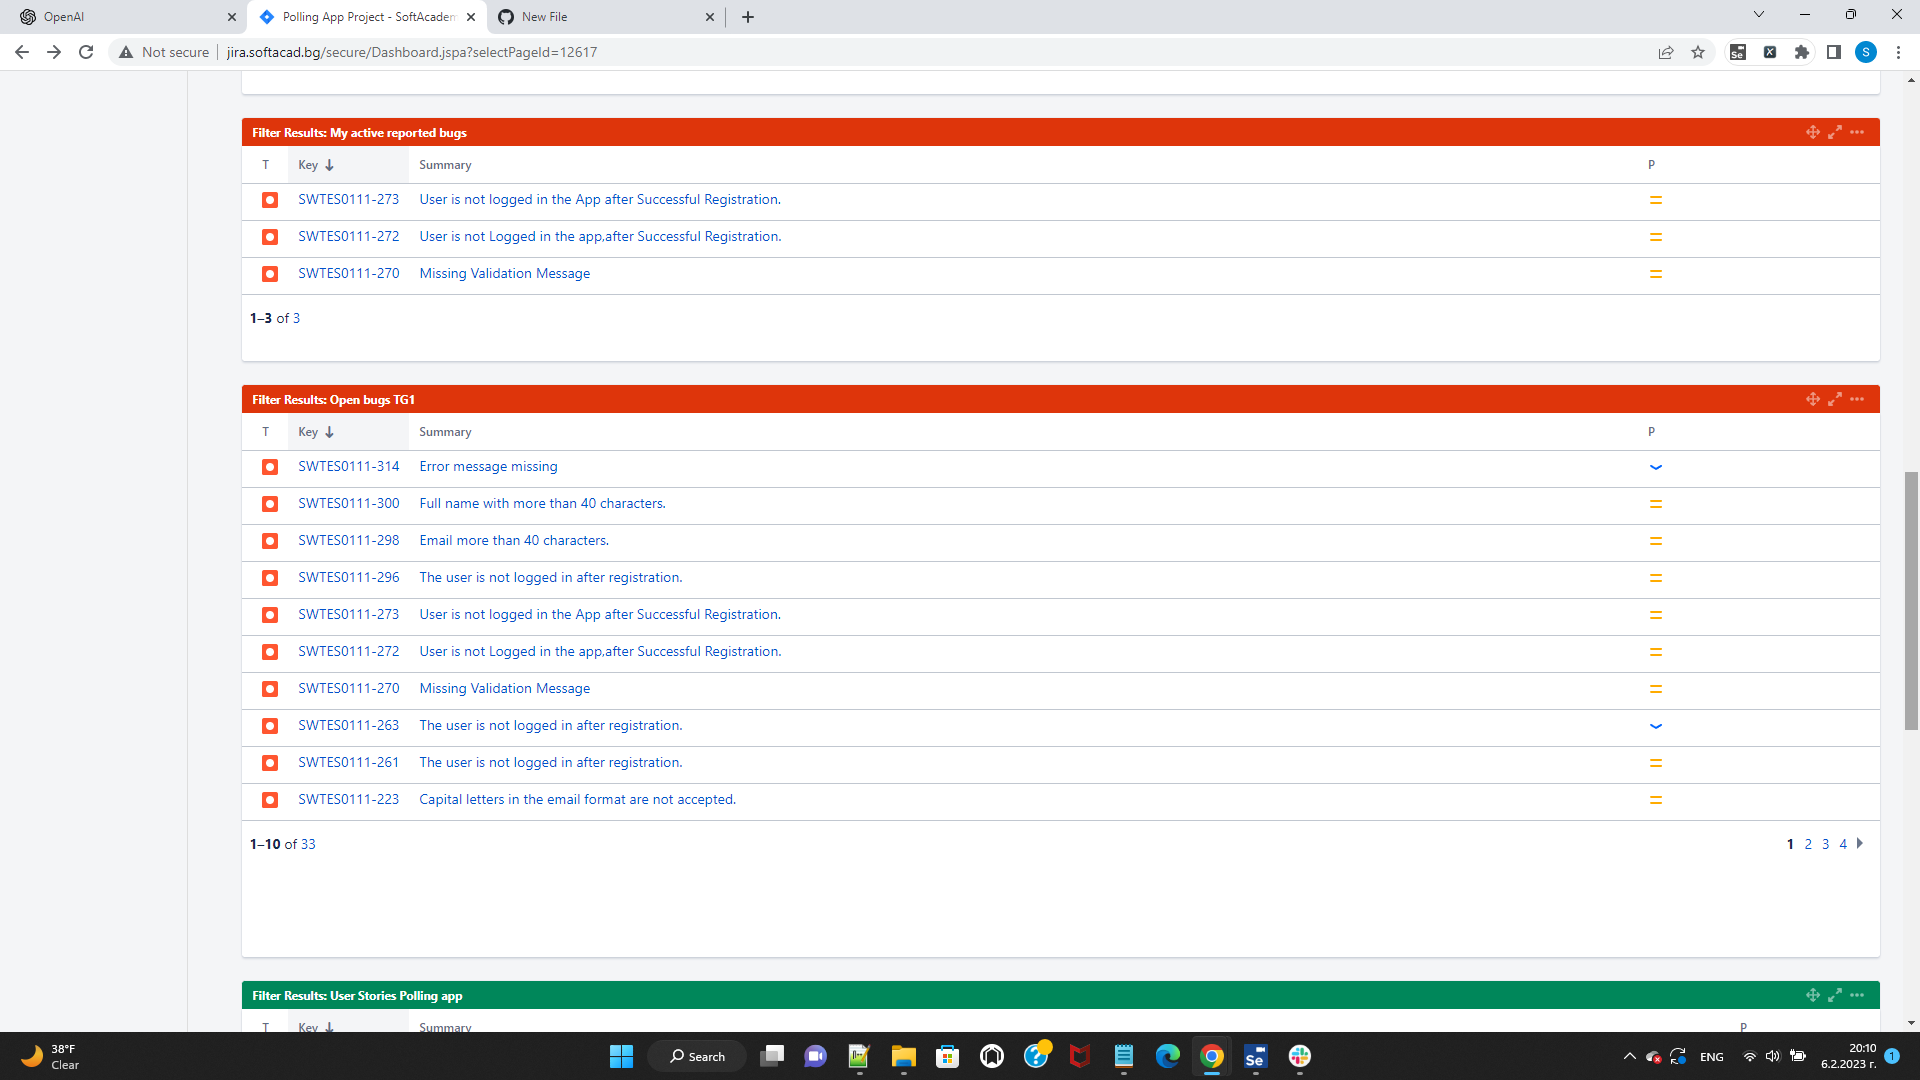 OpenAI
Polling App Project - SoftAcadem
New File
Not secure
jira.softacad.bg/secure/Dashboard.jspa?selectPageId=12617
Se
X
S
Filter Results: My active reported bugs
T Key Summary P
SWTES0111-273 User is not logged in the App after Successful Registration.
SWTES0111-272 User is not Logged in the app,after Successful Registration.
SWTES0111-270 Missing Validation Message
1–3 of 3
Filter Results: Open bugs TG1
T Key Summary P
SWTES0111-314 Error message missing
SWTES0111-300 Full name with more than 40 characters.
SWTES0111-298 Email more than 40 characters.
SWTES0111-296 The user is not logged in after registration.
SWTES0111-273 User is not logged in the App after Successful Registration.
SWTES0111-272 User is not Logged in the app,after Successful Registration.
SWTES0111-270 Missing Validation Message
SWTES0111-263 The user is not logged in after registration.
SWTES0111-261 The user is not logged in after registration.
SWTES0111-223 Capital letters in the email format are not accepted.
1–10 of 33
1 2 3 4
Filter Results: User Stories Polling app
T Key Summary P
38°F
Clear
Search
Se
ENG
20:10
6.2.2023 г.
1